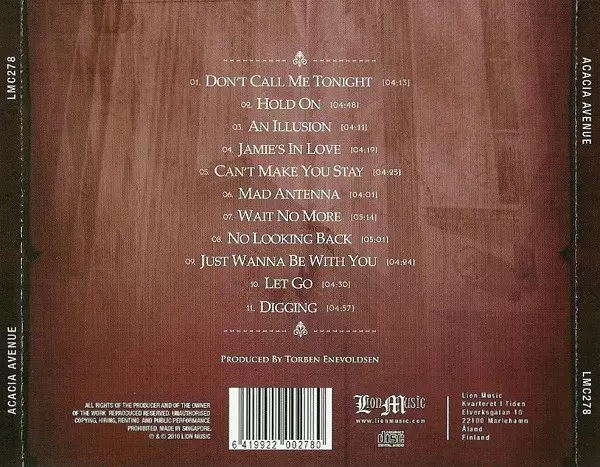 LMC278
ACACIA AVENUE
01. DON'T CALL ME TONIGHT [04:13]
02. HOLD ON [04:48]
03. AN ILLUSION [04:11]
04. JAMIE'S IN LOVE [04:19]
05. CAN'T MAKE YOU STAY [04:25]
06. MAD ANTENNA [04:01]
07. WAIT NO MORE [05:14]
08. NO LOOKING BACK [05:01]
09. JUST WANNA BE WITH YOU [04:24]
10. LET GO [04:30]
11. DIGGING [04:57]
PRODUCED BY TORBEN ENEVOLDSEN
ALL RIGHTS OF THE PRODUCER AND OF THE OWNER
OF THE WORK REPRODUCED RESERVED. UNAUTHORISED
COPYING, HIRING, RENTING AND PUBLIC PERFORMANCE
PROHIBITED. MADE IN SINGAPORE.
℗ & © 2010 LION MUSIC
6 419922 002780
Lion Music
www.lionmusic.com
COMPACT
disc
DIGITAL AUDIO
Lion Music
Kvarteret I Tiden
Elverksgatan 10
22100 Mariehamn
Åland
Finland
ACACIA AVENUE
LMC278